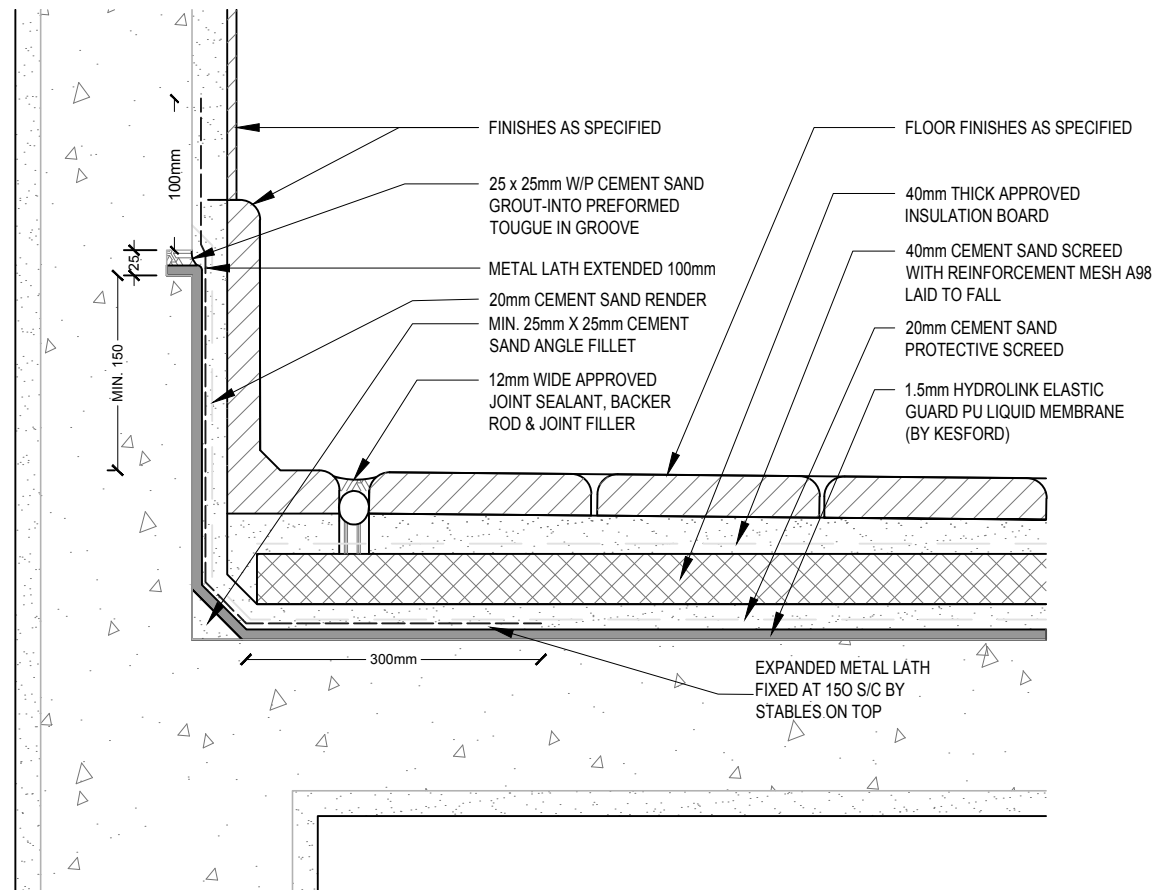 FINISHES AS SPECIFIED
25 x 25mm W/P CEMENT SAND
GROUT-INTO PREFORMED
TOUGUE IN GROOVE
METAL LATH EXTENDED 100mm
20mm CEMENT SAND RENDER
MIN. 25mm X 25mm CEMENT
SAND ANGLE FILLET
12mm WIDE APPROVED
JOINT SEALANT, BACKER
ROD & JOINT FILLER
FLOOR FINISHES AS SPECIFIED
40mm THICK APPROVED
INSULATION BOARD
40mm CEMENT SAND SCREED
WITH REINFORCEMENT MESH A98
LAID TO FALL
20mm CEMENT SAND
PROTECTIVE SCREED
1.5mm HYDROLINK ELASTIC
GUARD PU LIQUID MEMBRANE
(BY KESFORD)
100mm
25
MIN. 150
300mm
EXPANDED METAL LATH
FIXED AT 15O S/C BY
STABLES ON TOP